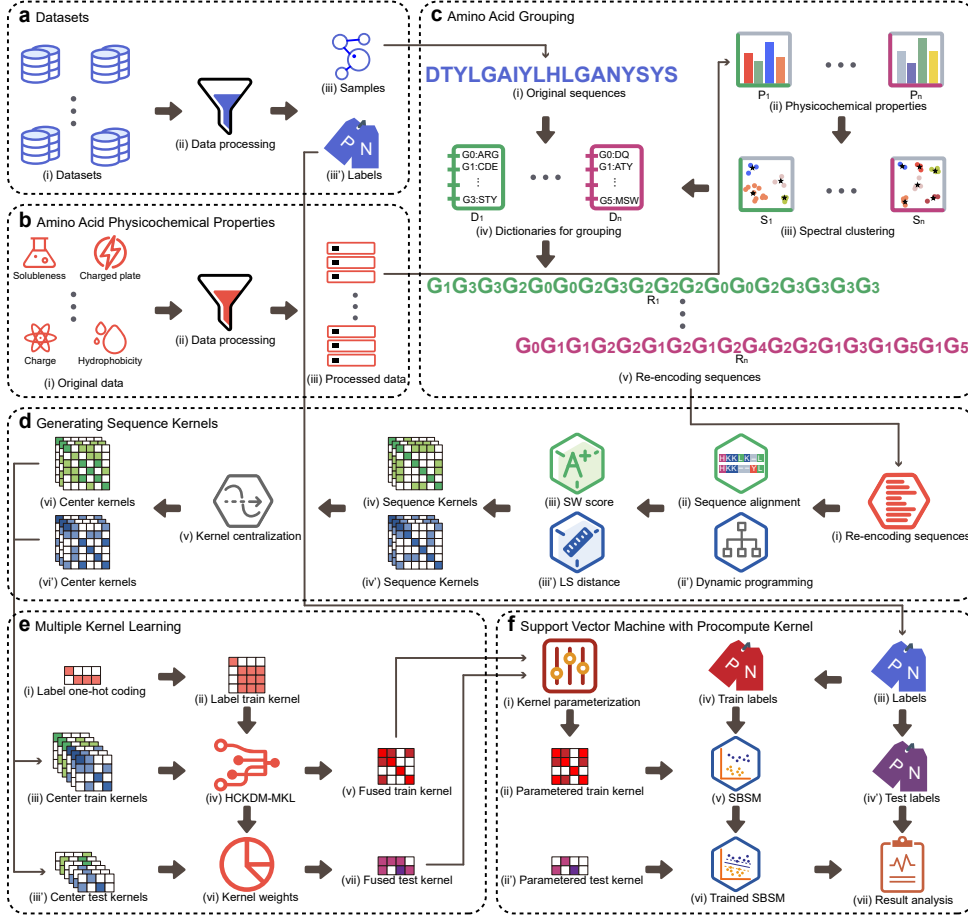 a Datasets
(i) Datasets
(ii) Data processing
(iii) Samples
P N
(iii') Labels
b Amino Acid Physicochemical Properties
Solubleness
Charged plate
Charge
Hydrophobicity
(i) Original data
(ii) Data processing
(iii) Processed data
c Amino Acid Grouping
DTYLGAIYLHLGANYSYS
(i) Original sequences
P1
Pn
(ii) Physicochemical properties
G0:ARG
G1:CDE
⋮
G3:STY
D1
G0:DQ
G1:ATY
⋮
G5:MSW
Dn
(iv) Dictionaries for grouping
S1
Sn
(iii) Spectral clustering
G1G3G3G2G0G0G2G3G2G2G2G0G0G2G3G3G3G3
R1
G0G1G1G2G2G1G2G1G2G4G2G2G1G3G1G5G1G5
Rn
(v) Re-encoding sequences
d Generating Sequence Kernels
(vi) Center kernels
(vi') Center kernels
(v) Kernel centralization
(iv) Sequence Kernels
(iv') Sequence Kernels
A+
(iii) SW score
(iii') LS distance
HKKLK-L
HKK--YL
(ii) Sequence alignment
(ii') Dynamic programming
(i) Re-encoding sequences
e Multiple Kernel Learning
(i) Label one-hot coding
(ii) Label train kernel
(iii) Center train kernels
(iv) HCKDM-MKL
(v) Fused train kernel
(iii') Center test kernels
(vi) Kernel weights
(vii) Fused test kernel
f Support Vector Machine with Procompute Kernel
(i) Kernel parameterization
P N
(iv) Train labels
P N
(iii) Labels
(ii) Parametered train kernel
(v) SBSM
P N
(iv') Test labels
(ii') Parametered test kernel
(vi) Trained SBSM
(vii) Result analysis